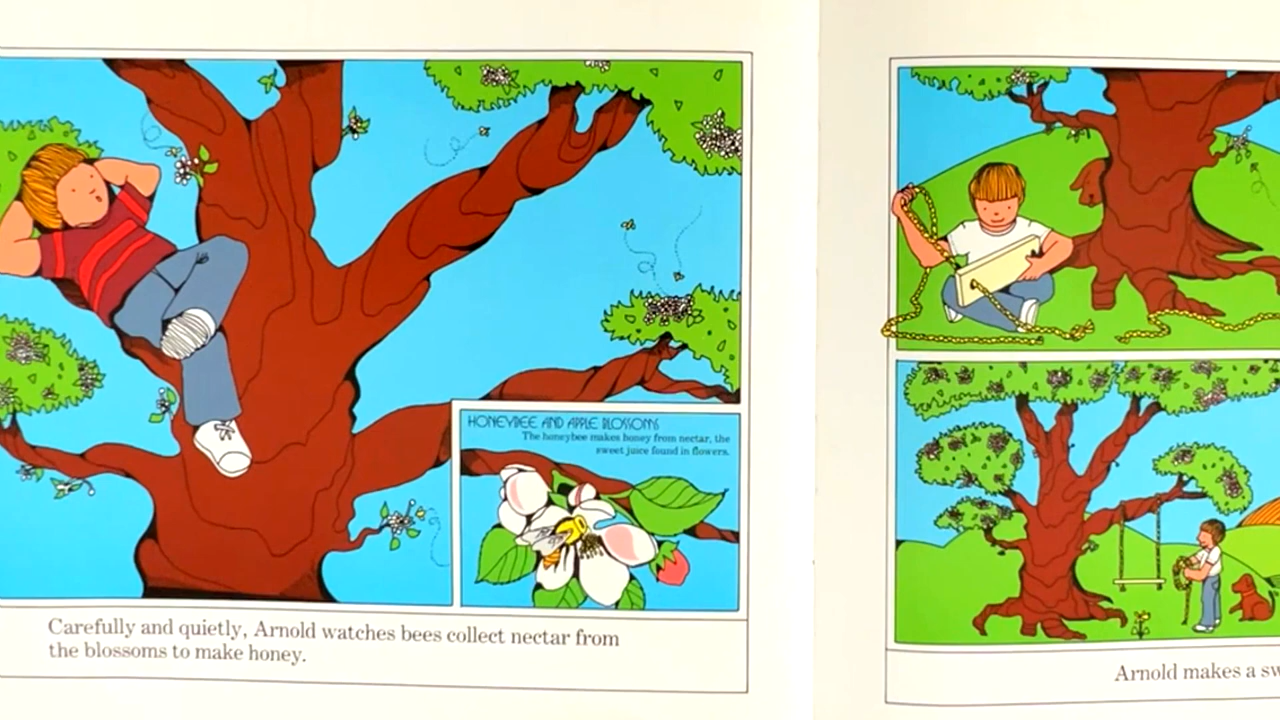 HONEYBEE AND APPLE BLOSSOMS
The honeybee makes honey from nectar, the
sweet juice found in flowers.
Carefully and quietly, Arnold watches bees collect nectar from
the blossoms to make honey.
Arnold makes a sw